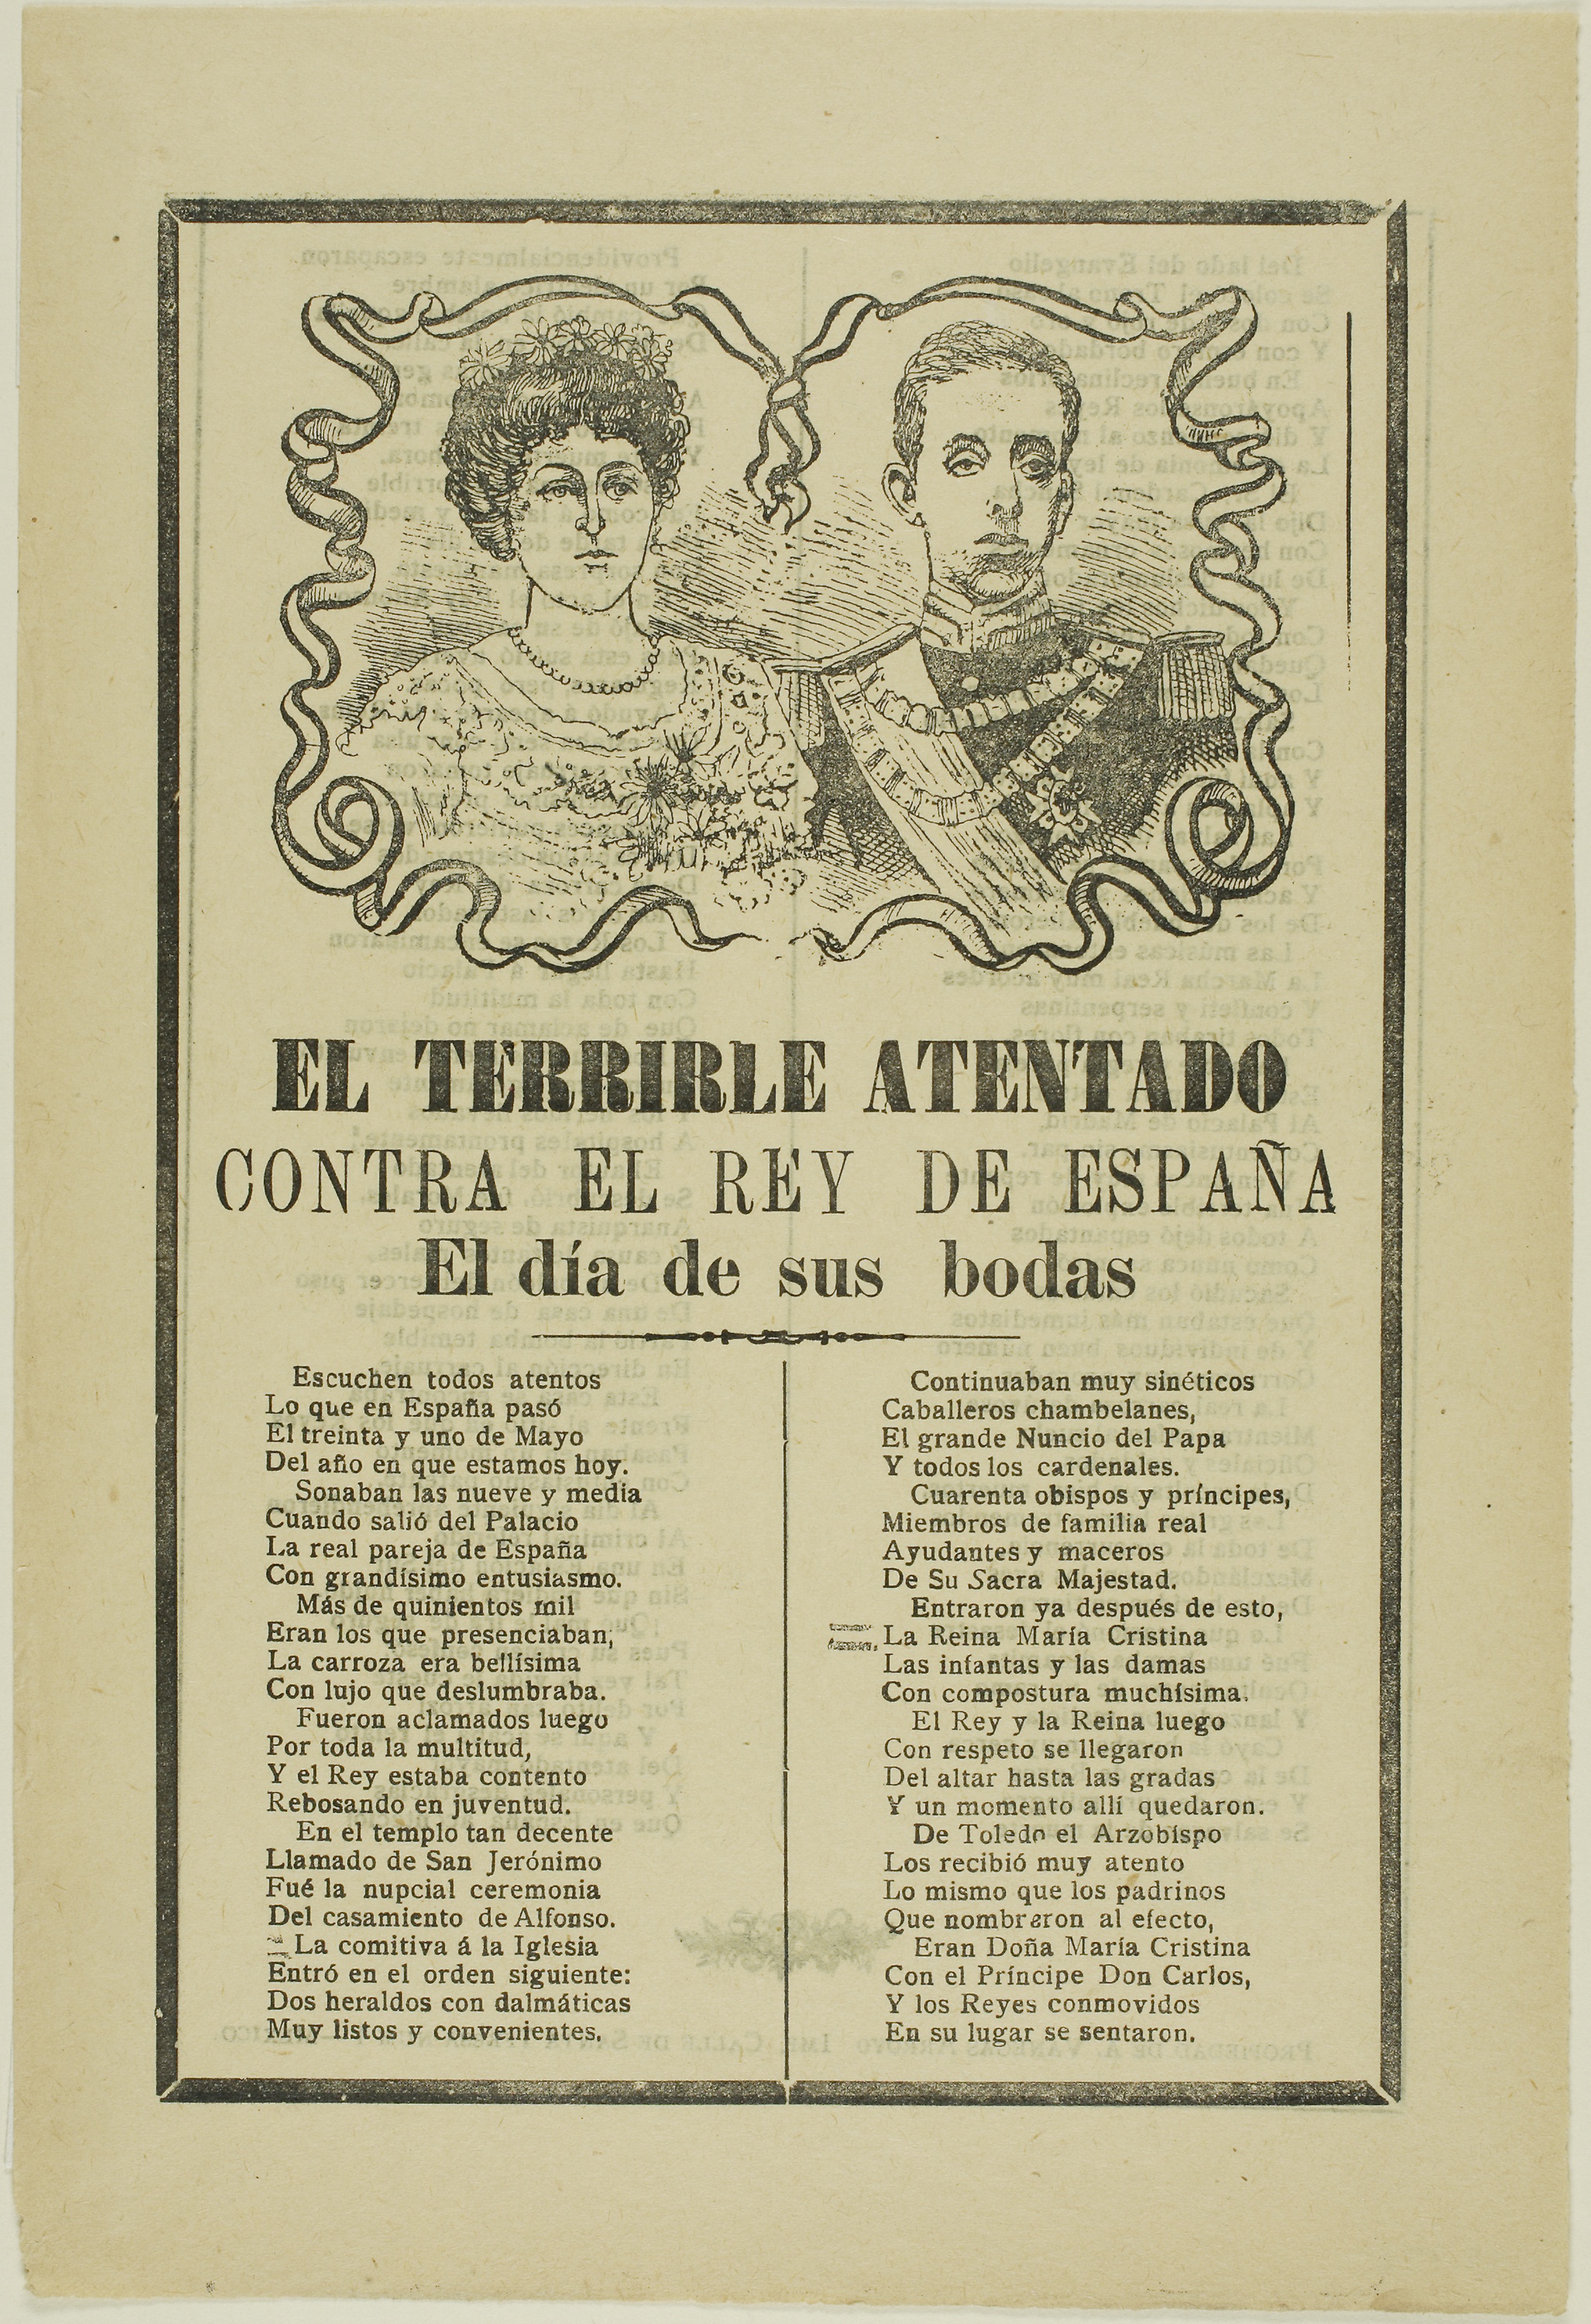 EL TERRIRLE ATENTADO
CONTRA EL REY DE ESPAÑA
El día de sus bodas
Escuchen todos atentos
Lo que en España pasó
El treinta y uno de Mayo
Del año en que estamos hoy.
Sonaban las nueve y media
Cuando salió del Palacio
La real pareja de España
Con grandísimo entusiasmo.
Más de quinientos mil
Eran los que presenciaban,
La carroza era bellísima
Con lujo que deslumbraba.
Fueron aclamados luego
Por toda la multitud,
Y el Rey estaba contento
Rebosando en juventud.
En el templo tan decente
Llamado de San Jerónimo
Fué la nupcial ceremonia
Del casamiento de Alfonso.
La comitiva á la Iglesia
Entró en el orden siguiente:
Dos heraldos con dalmáticas
Muy listos y convenientes.
Continuaban muy sinéticos
Caballeros chambelanes,
El grande Nuncio del Papa
Y todos los cardenales.
Cuarenta obispos y príncipes,
Miembros de familia real
Ayudantes y maceros
De Su Sacra Majestad.
Entraron ya después de esto,
La Reina María Cristina
Las infantas y las damas
Con compostura muchísima.
El Rey y la Reina luego
Con respeto se llegaron
Del altar hasta las gradas
Y un momento allí quedaron.
De Toledo el Arzobispo
Los recibió muy atento
Lo mismo que los padrinos
Que nombraron al efecto,
Eran Doña María Cristina
Con el Príncipe Don Carlos,
Y los Reyes conmovidos
En su lugar se sentaron.